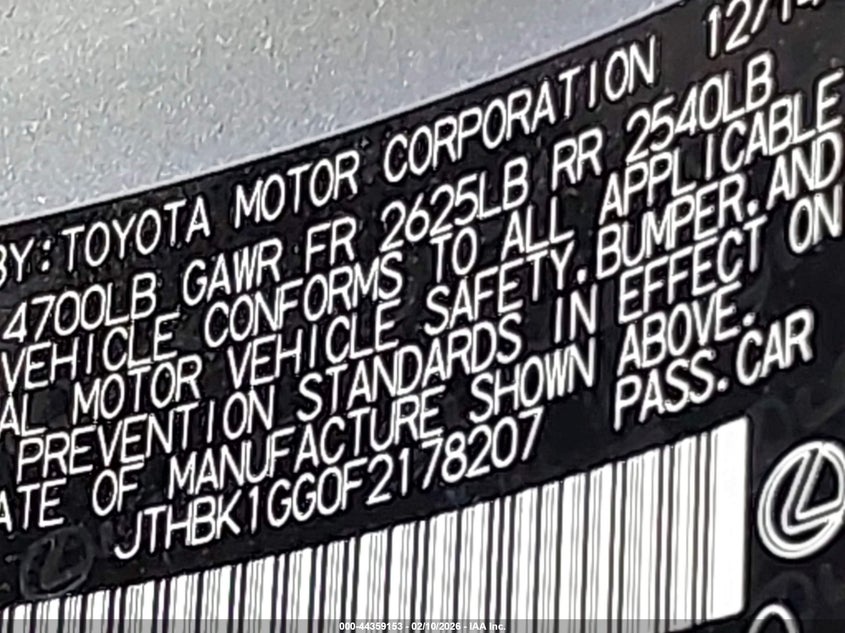 BY: TOYOTA MOTOR CORPORATION 12/14
4700LB GAWR FR 2625LB RR 2540LB
VEHICLE CONFORMS TO ALL APPLICABLE
AL MOTOR VEHICLE SAFETY, BUMPER, AND
PREVENTION STANDARDS IN EFFECT ON
ATE OF MANUFACTURE SHOWN ABOVE.
JTHBK1GG0F2178207 PASS. CAR
000-44359153 - 02/10/2026 - IAA Inc.